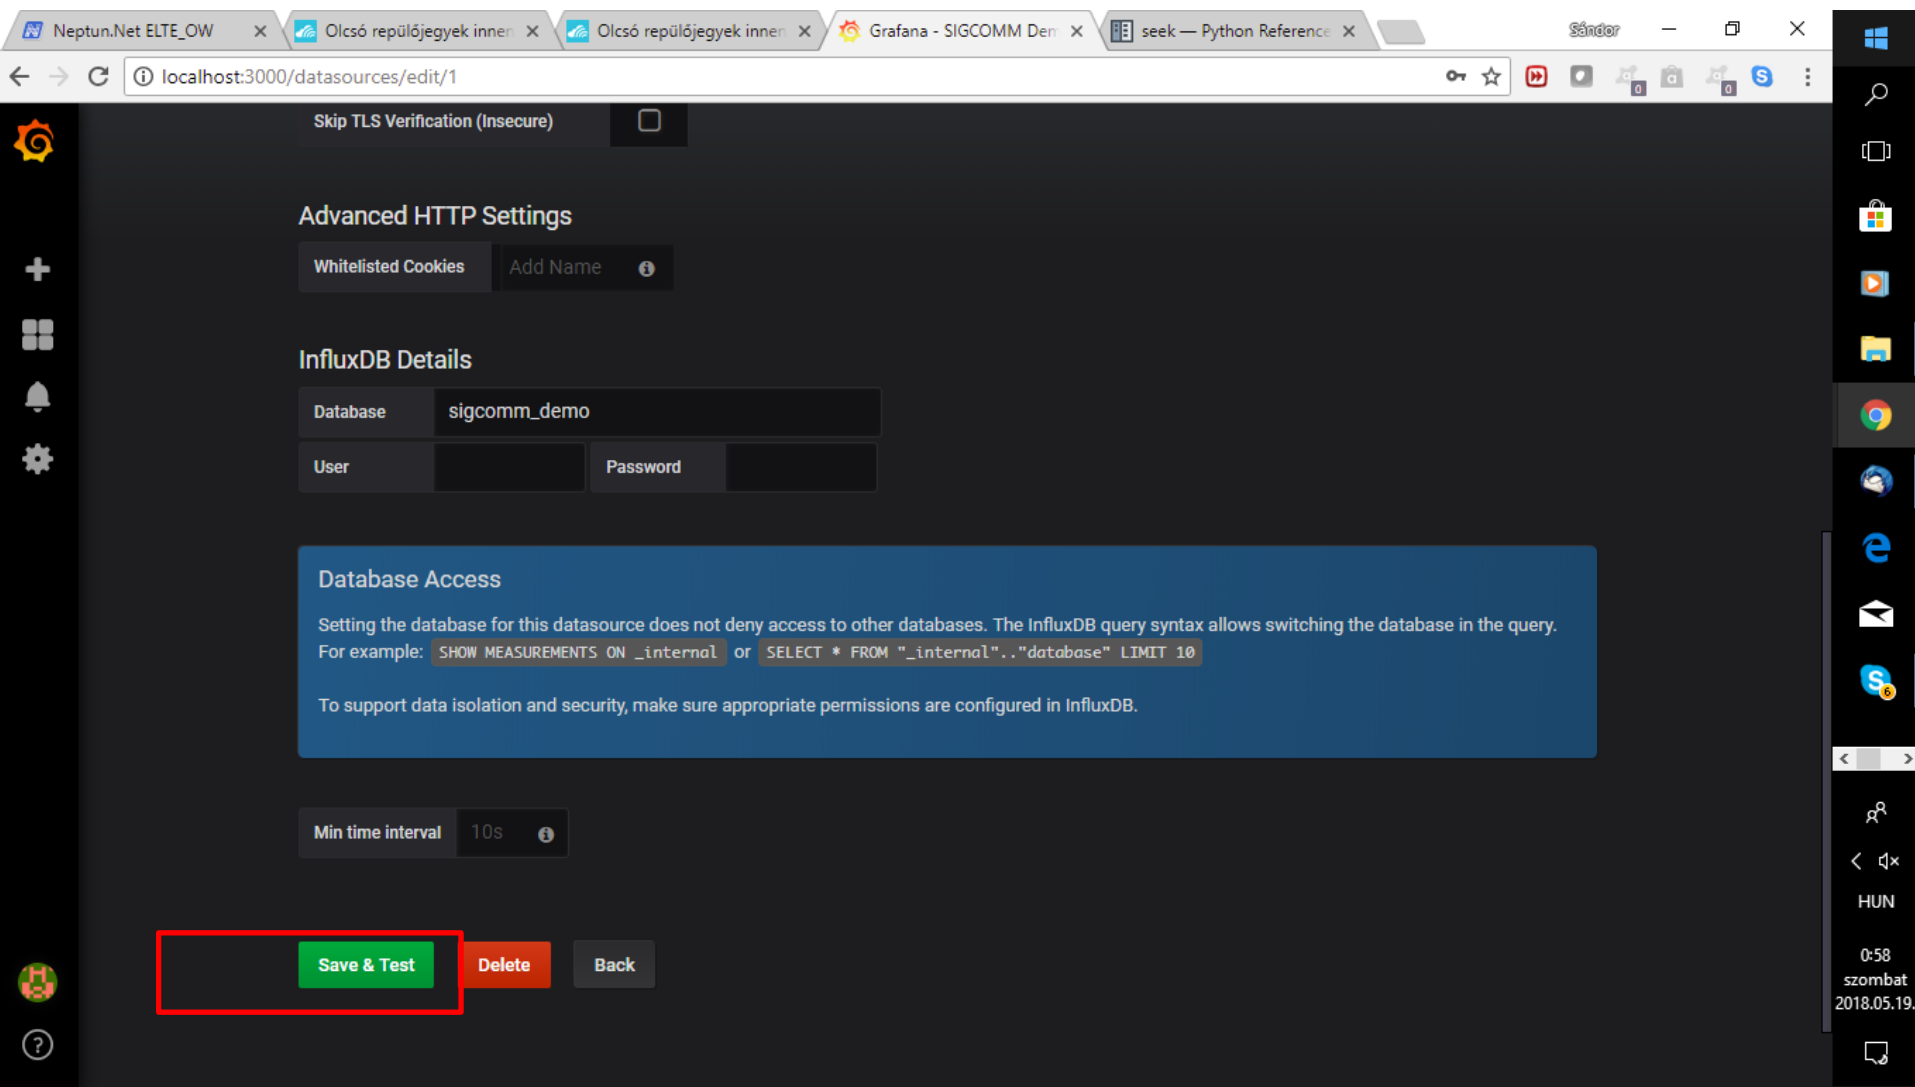 Neptun.Net ELTE_OW
Olcsó repülőjegyek innen
Olcsó repülőjegyek innen
Grafana - SIGCOMM Dem
seek — Python Reference
Sándor
localhost:3000/datasources/edit/1
0
0
Skip TLS Verification (Insecure)
Advanced HTTP Settings
Whitelisted Cookies
Add Name
InfluxDB Details
Database
sigcomm_demo
User
Password
Database Access
Setting the database for this datasource does not deny access to other databases. The InfluxDB query syntax allows switching the database in the query.
For example: SHOW MEASUREMENTS ON _internal or SELECT * FROM "_internal".."database" LIMIT 10
To support data isolation and security, make sure appropriate permissions are configured in InfluxDB.
Min time interval
10s
Save & Test
Delete
Back
6
HUN
0:58
szombat
2018.05.19.